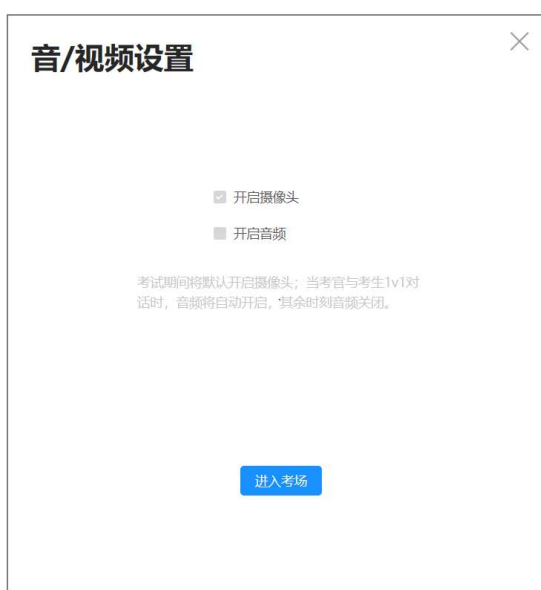 音/视频设置
开启摄像头
开启音频
考试期间将默认开启摄像头；当考官与考生1v1对
话时，音频将自动开启，其余时刻音频关闭。
进入考场